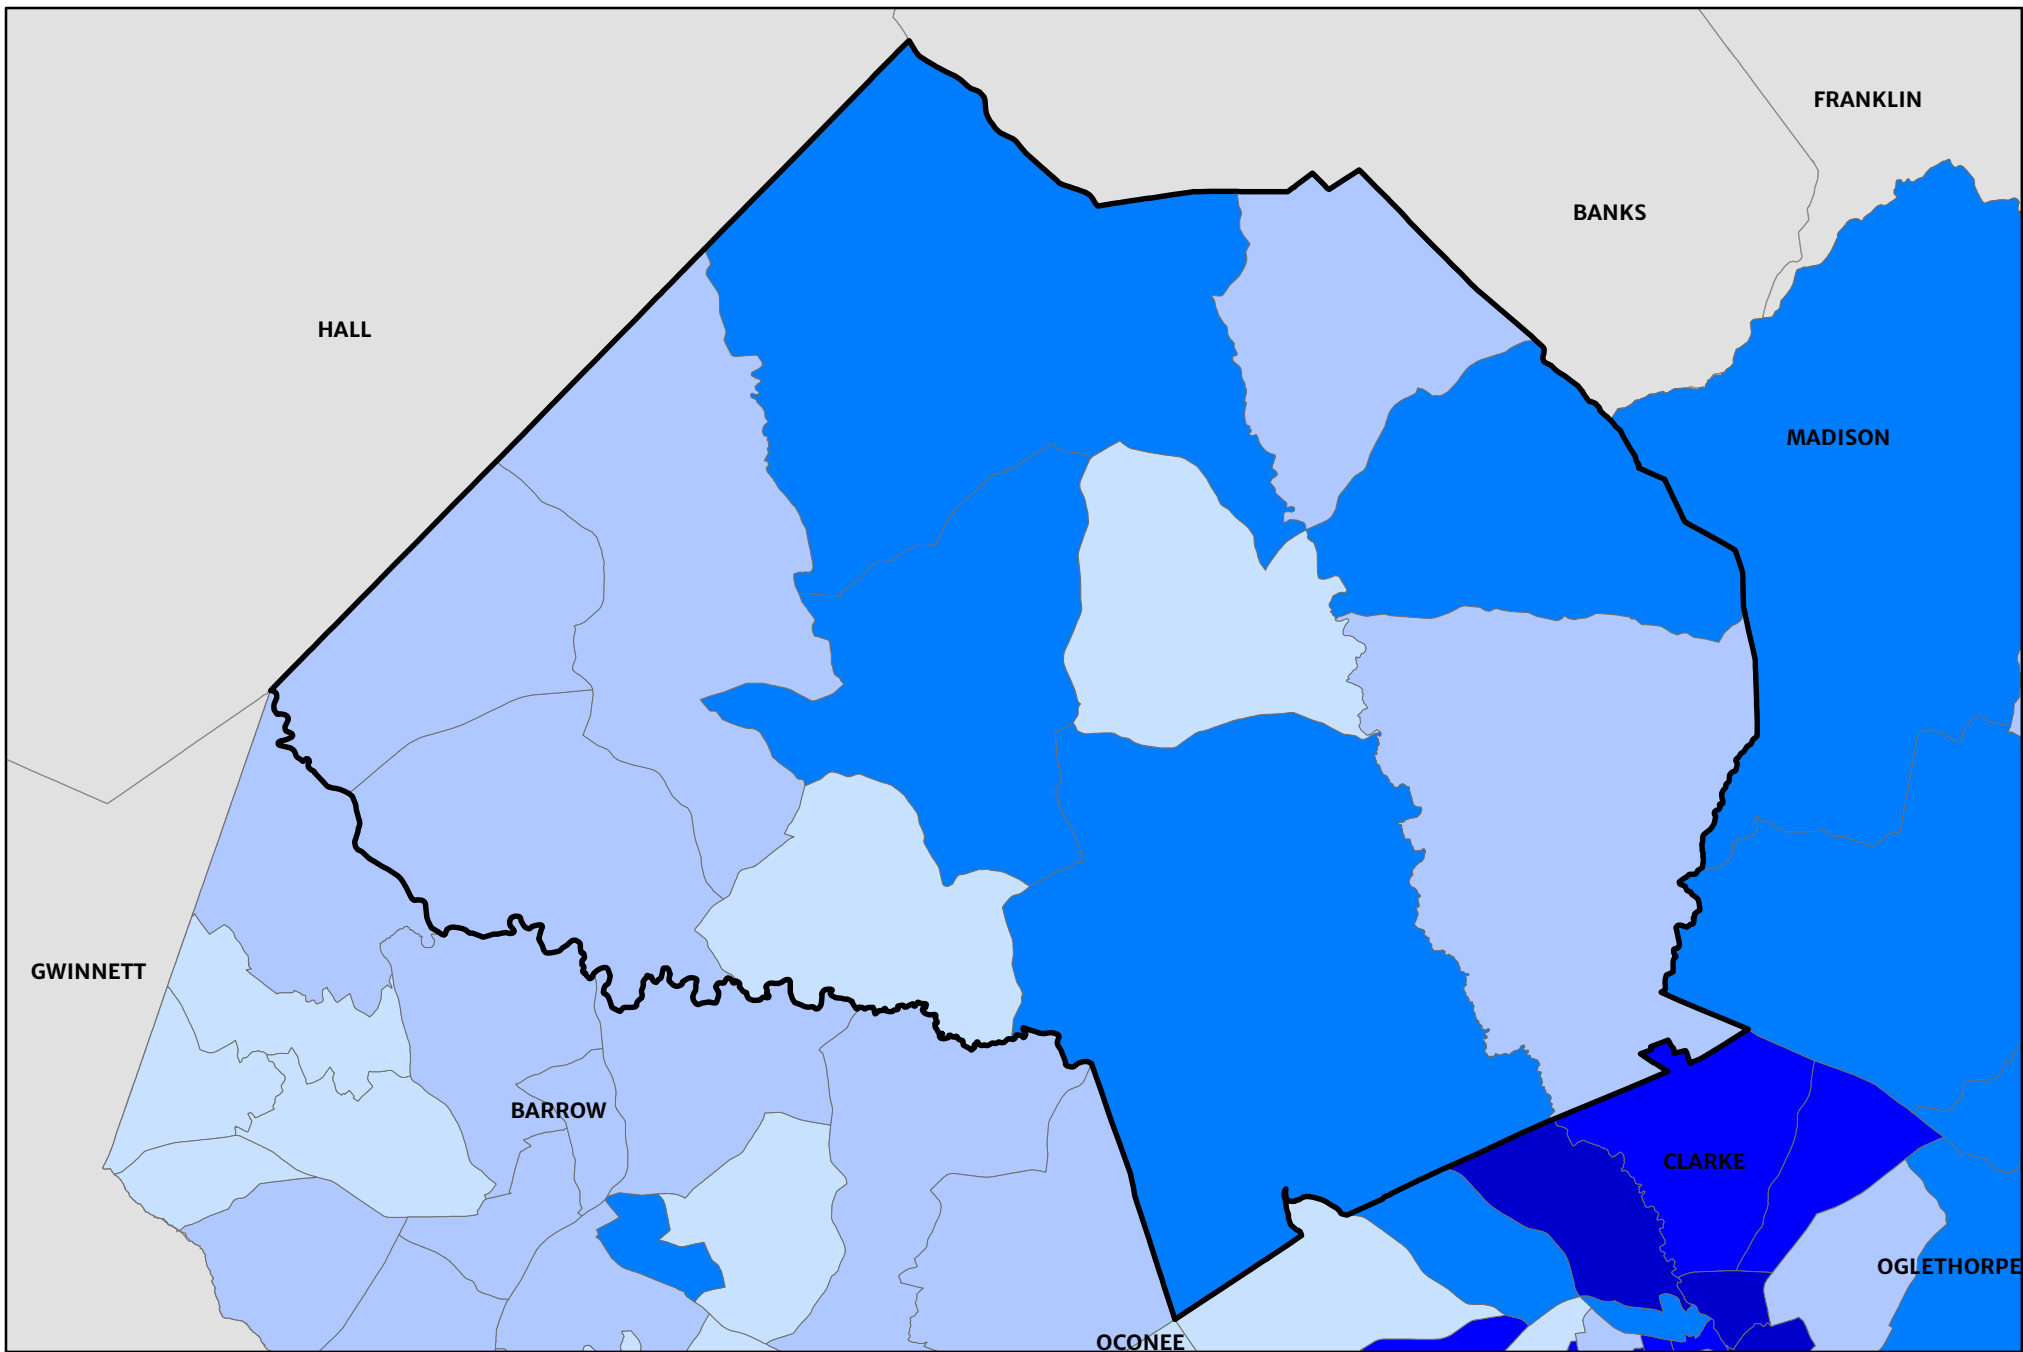 FRANKLIN
BANKS
HALL
MADISON
GWINNETT
BARROW
CLARKE
OGLETHORPE
OCONEE